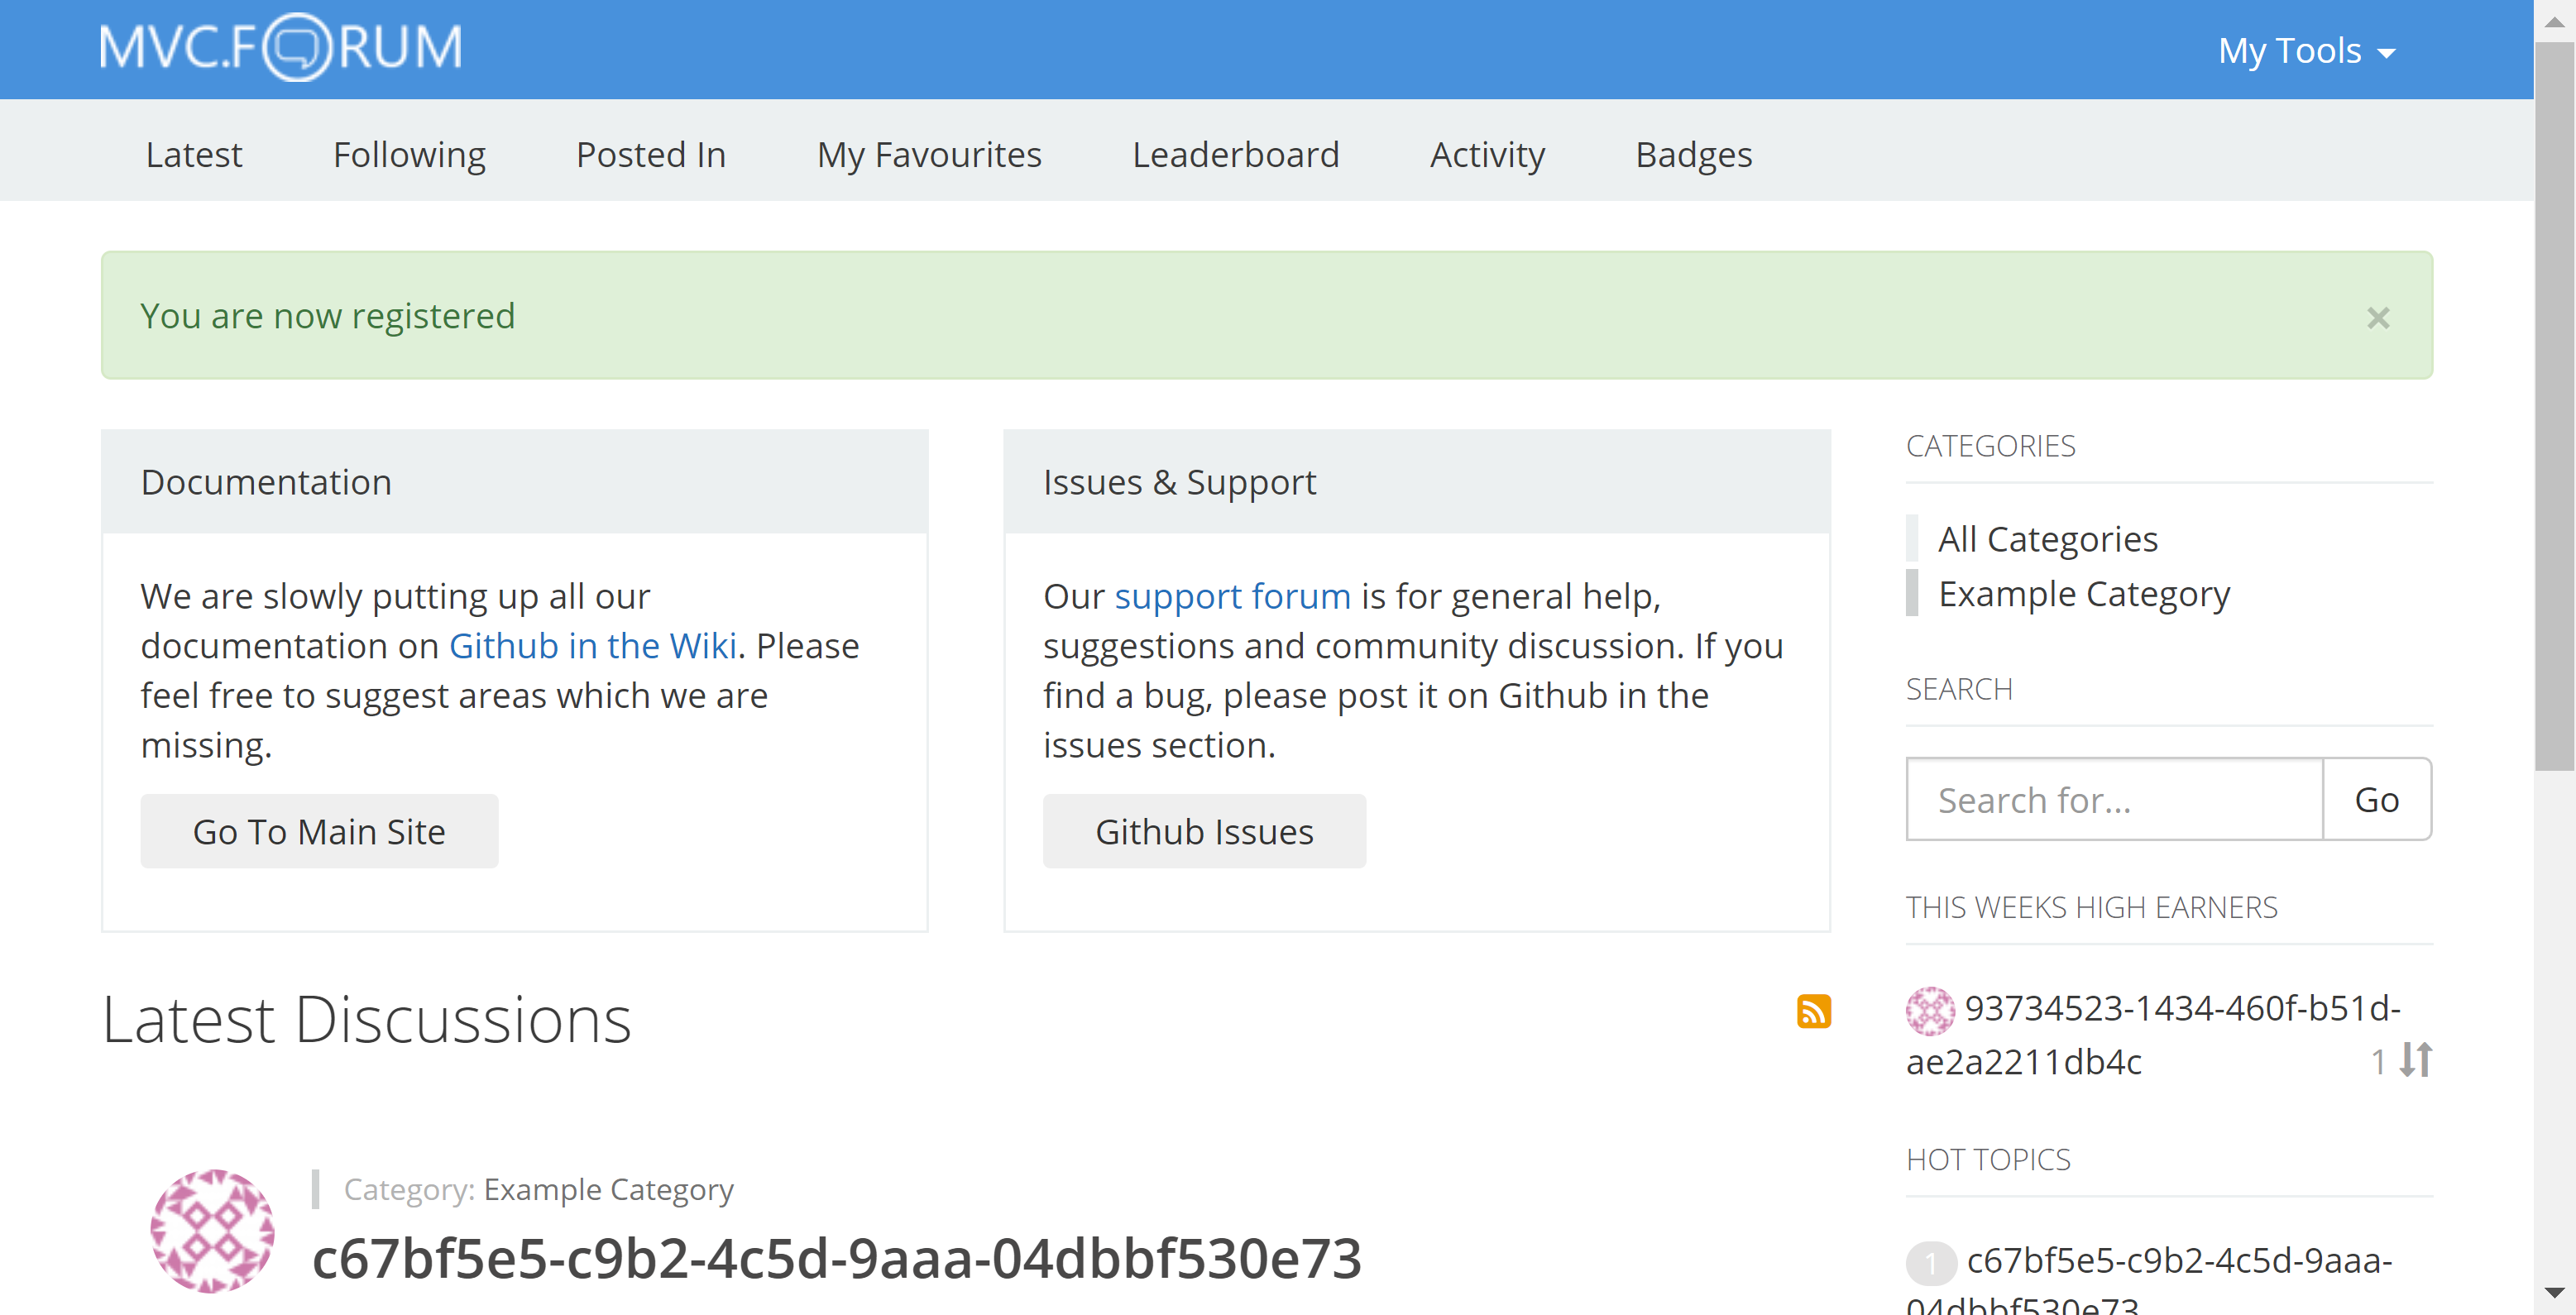 MVC.FORUM
My Tools
Latest Following Posted In My Favourites Leaderboard Activity Badges
You are now registered
×
Documentation
We are slowly putting up all our
documentation on Github in the Wiki. Please
feel free to suggest areas which we are
missing.
Go To Main Site
Issues & Support
Our support forum is for general help,
suggestions and community discussion. If you
find a bug, please post it on Github in the
issues section.
Github Issues
Latest Discussions
Category: Example Category
c67bf5e5-c9b2-4c5d-9aaa-04dbbf530e73
CATEGORIES
All Categories
Example Category
SEARCH
Search for...
Go
THIS WEEKS HIGH EARNERS
93734523-1434-460f-b51d-
ae2a2211db4c 1
HOT TOPICS
1 c67bf5e5-c9b2-4c5d-9aaa-
04dbbf530e73